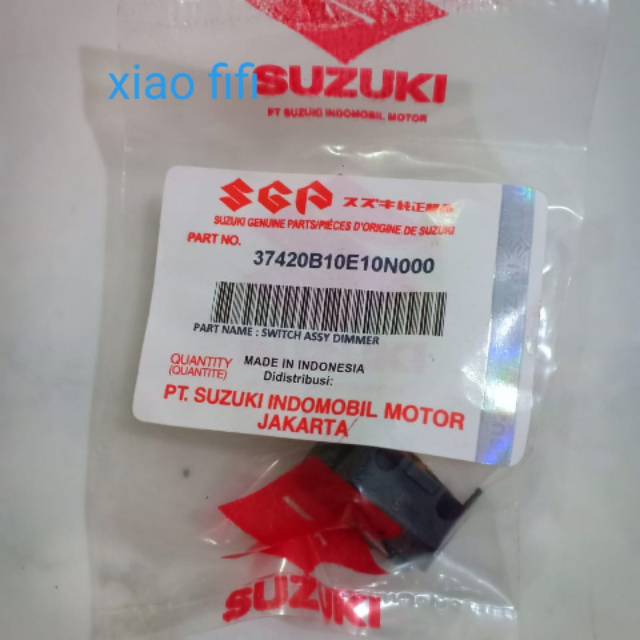 xiao fifi
SUZUKI
PT SUZUKI INDOMOBIL MOTOR
SGP スズキ純正部品
SUZUKI GENUINE PARTS/PIÈCES D'ORIGINE DE SUZUKI
PART NO.
37420B10E10N000
PART NAME : SWITCH ASSY DIMMER
QUANTITY
(QUANTITE)
MADE IN INDONESIA
Didistribusi:
PT. SUZUKI INDOMOBIL MOTOR
JAKARTA
SUZUKI